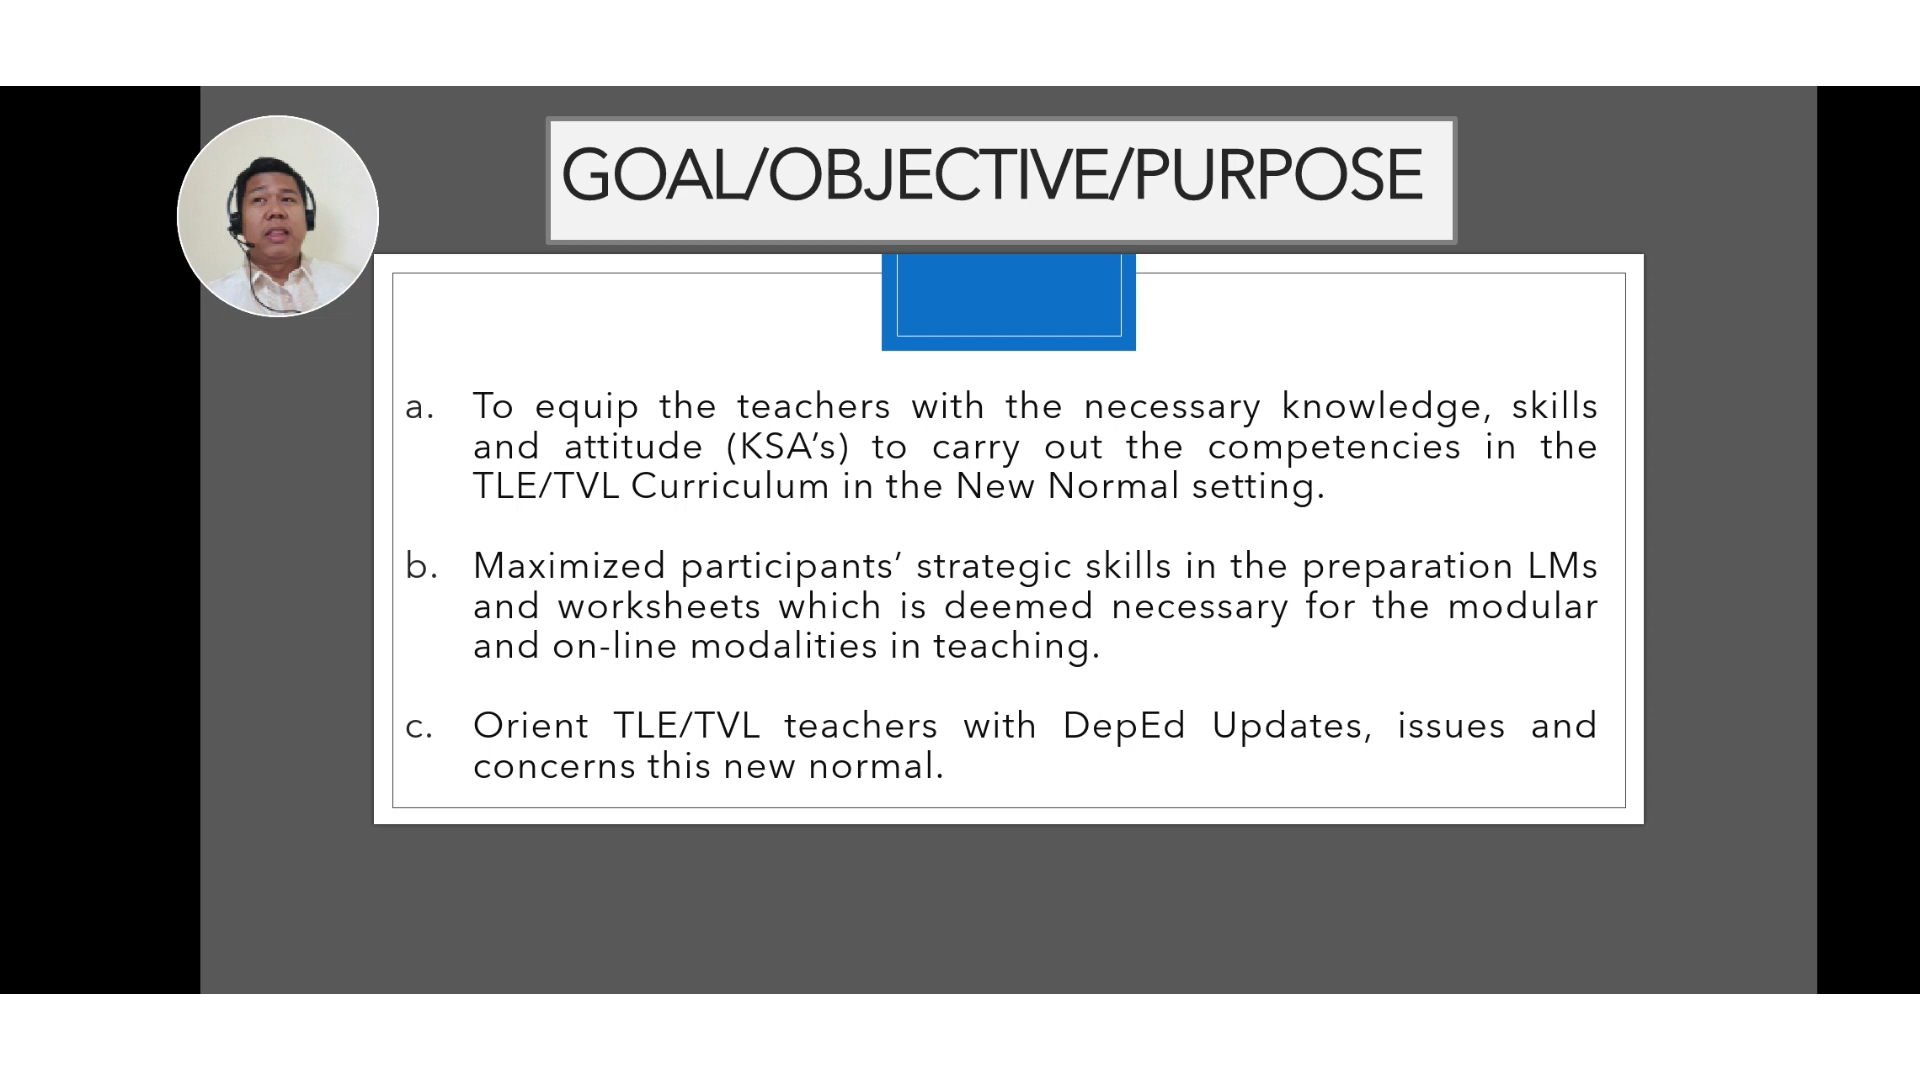 GOAL/OBJECTIVE/PURPOSE
a. To equip the teachers with the necessary knowledge, skills
and attitude (KSA’s) to carry out the competencies in the
TLE/TVL Curriculum in the New Normal setting.
b. Maximized participants’ strategic skills in the preparation LMs
and worksheets which is deemed necessary for the modular
and on-line modalities in teaching.
c. Orient TLE/TVL teachers with DepEd Updates, issues and
concerns this new normal.